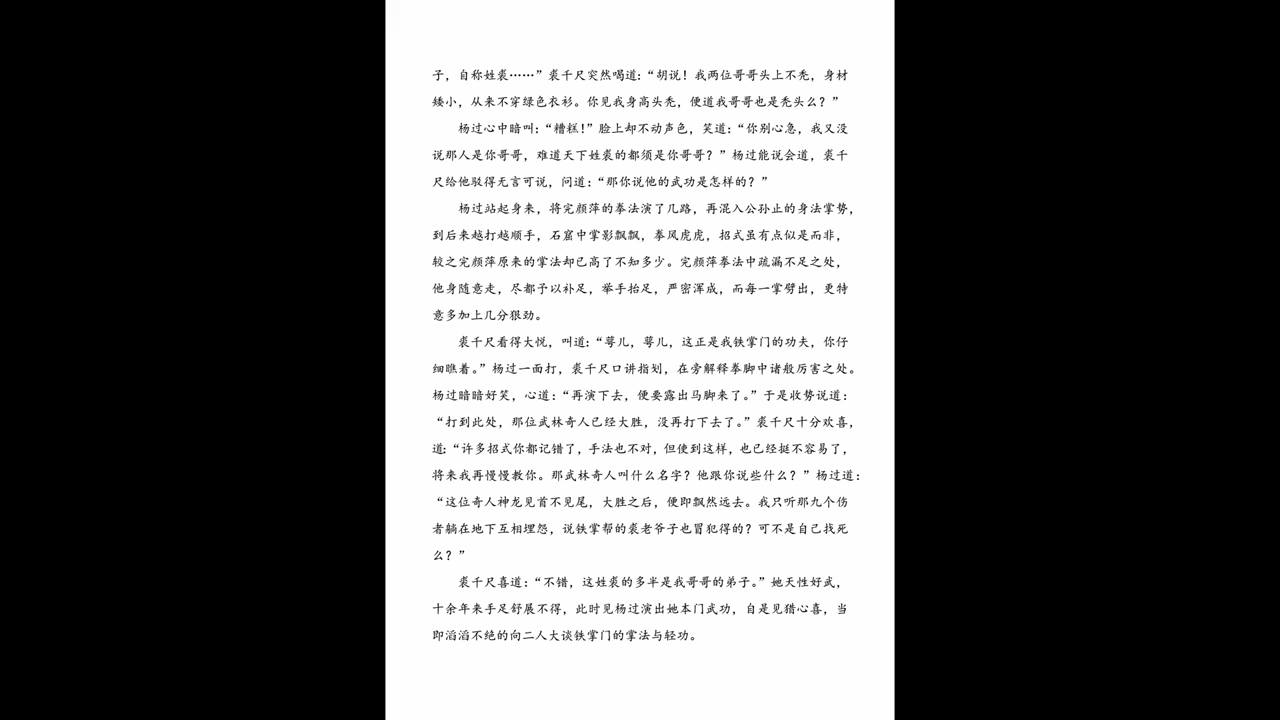 子，自称姓裘……”裘千尺突然喝道：“胡说！我两位哥哥头上不秃，身材
矮小，从来不穿绿色衣衫。你见我身高头秃，便道我哥哥也是秃头么？”
杨过心中暗叫：“糟糕！”脸上却不动声色，笑道：“你别心急，我又没
说那人是你哥哥，难道天下姓裘的都须是你哥哥？”杨过能说会道，裘千
尺给他驳得无言可说，问道：“那你说他的武功是怎样的？”
杨过站起身来，将完颜萍的拳法演了几路，再混入公孙止的身法掌势，
到后来越打越顺手，石窟中掌影飘飘，拳风虎虎，招式虽有点似是而非，
较之完颜萍原来的掌法却已高了不知多少。完颜萍拳法中疏漏不足之处，
他身随意走，尽都予以补足，举手抬足，严密浑成，而每一掌劈出，更特
意多加上几分狠劲。
裘千尺看得大悦，叫道：“萼儿，萼儿，这正是我铁掌门的功夫，你仔
细瞧着。”杨过一面打，裘千尺口讲指划，在旁解释拳脚中诸般厉害之处。
杨过暗暗好笑，心道：“再演下去，便要露出马脚来了。”于是收势说道：
“打到此处，那位武林奇人已经大胜，没再打下去了。”裘千尺十分欢喜，
道：“许多招式你都记错了，手法也不对，但使到这样，也已经挺不容易了，
将来我再慢慢教你。那武林奇人叫什么名字？他跟你说些什么？”杨过道：
“这位奇人神龙见首不见尾，大胜之后，便即飘然远去。我只听那九个伤
者躺在地下互相埋怨，说铁掌帮的裘老爷子也冒犯得的？可不是自己找死
么？”
裘千尺喜道：“不错，这姓裘的多半是我哥哥的弟子。”她天性好武，
十余年来手足舒展不得，此时见杨过演出她本门武功，自是见猎心喜，当
即滔滔不绝的向二人大谈铁掌门的掌法与轻功。